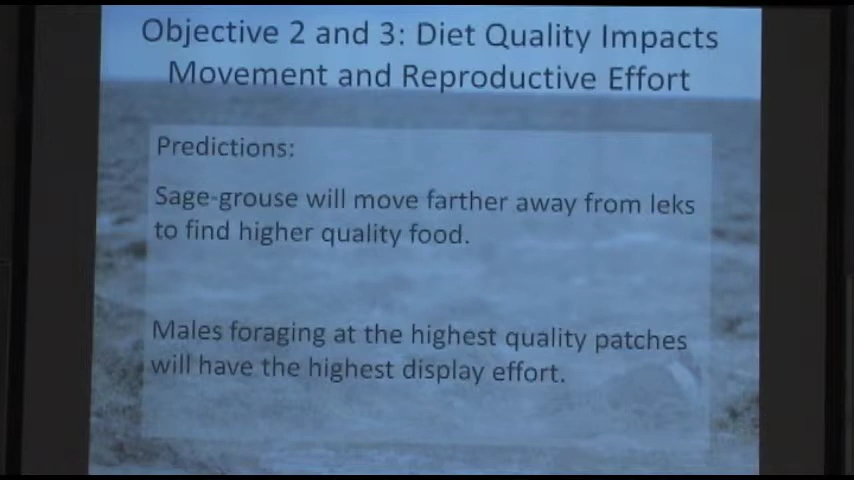 Objective 2 and 3: Diet Quality Impacts
Movement and Reproductive Effort
Predictions:
Sage-grouse will move farther away from leks
to find higher quality food.
Males foraging at the highest quality patches
will have the highest display effort.